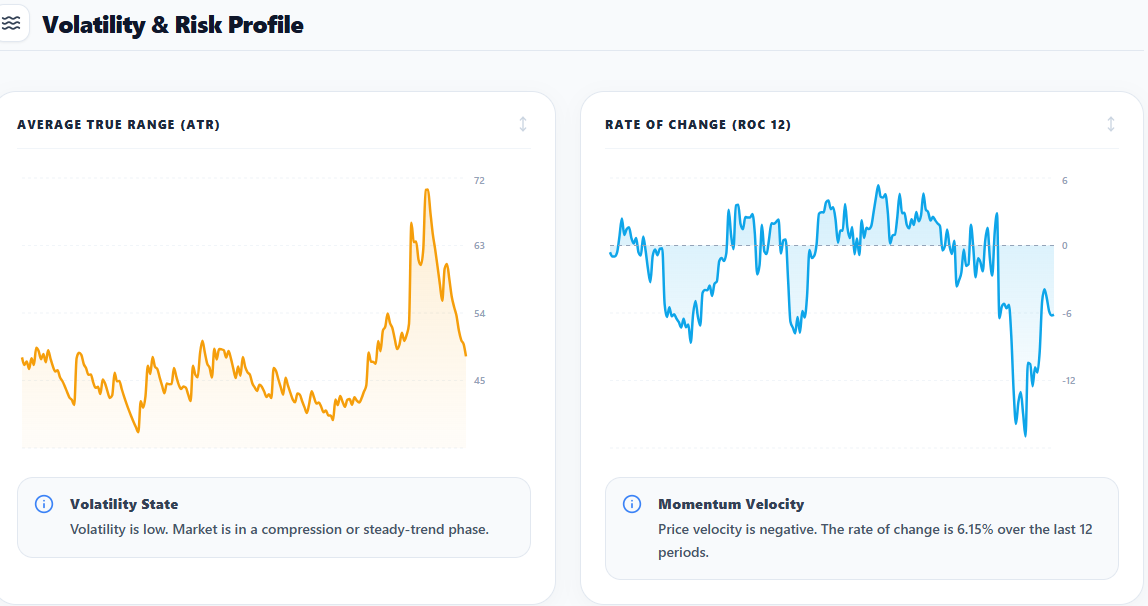 Volatility & Risk Profile
AVERAGE TRUE RANGE (ATR)
72
63
54
45
Volatility State
Volatility is low. Market is in a compression or steady-trend phase.
RATE OF CHANGE (ROC 12)
6
0
-6
-12
Momentum Velocity
Price velocity is negative. The rate of change is 6.15% over the last 12
periods.